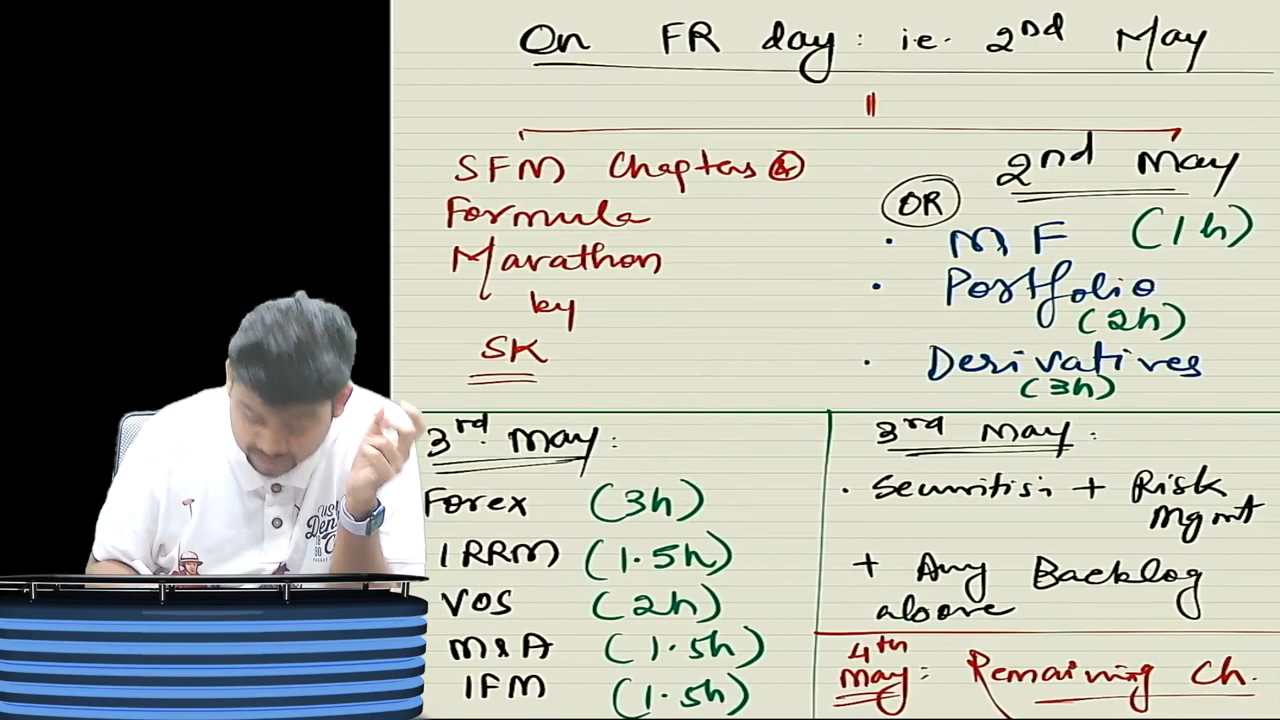 On FR day: i.e. 2nd May
SFM Chapters &
Formula
Marathon
by
SK
OR
2nd May
• MF (1h)
• Portfolio
(2h)
• Derivatives
(3h)
3rd May:
Forex (3h)
IRRM (1.5h)
VOS (2h)
M&A (1.5h)
IFM (1.5h)
3rd May:
• Securitisn + Risk
Mgmt
+ Any Backlog
above
4th
May: Remaining Ch.